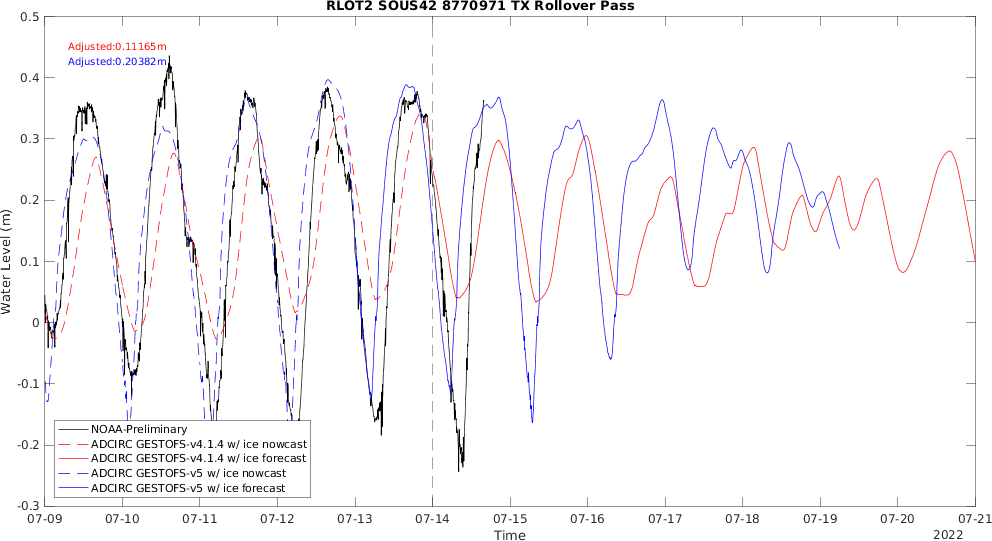 RLOT2 SOUS42 8770971 TX Rollover Pass
Adjusted:0.11165m
Adjusted:0.20382m
0.5
0.4
0.3
0.2
0.1
0
-0.1
-0.2
-0.3
Water Level (m)
NOAA-Preliminary
ADCIRC GESTOFS-v4.1.4 w/ ice nowcast
ADCIRC GESTOFS-v4.1.4 w/ ice forecast
ADCIRC GESTOFS-v5 w/ ice nowcast
ADCIRC GESTOFS-v5 w/ ice forecast
07-09 07-10 07-11 07-12 07-13 07-14 07-15 07-16 07-17 07-18 07-19 07-20 07-21
Time
2022